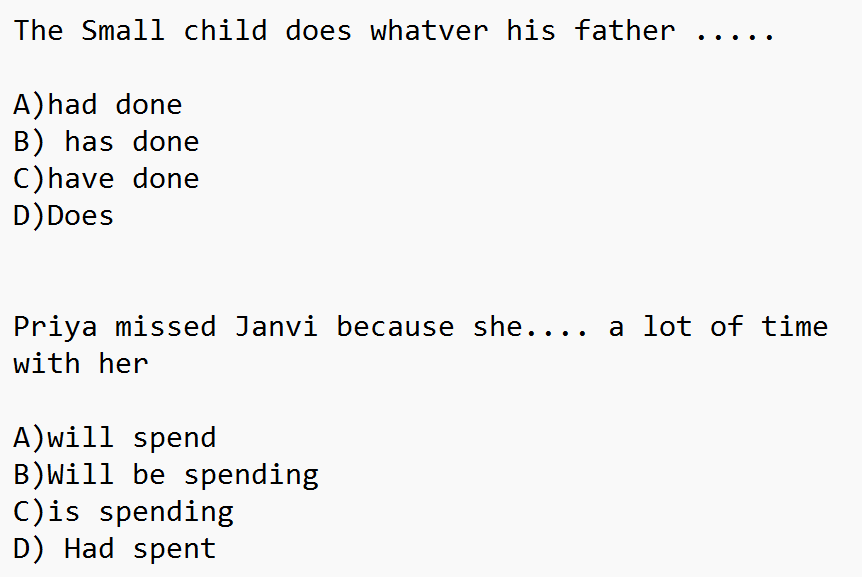 The Small child does whatver his father .....
A)had done
B) has done
C)have done
D)Does
Priya missed Janvi because she.... a lot of time
with her
A)will spend
B)Will be spending
C)is spending
D) Had spent